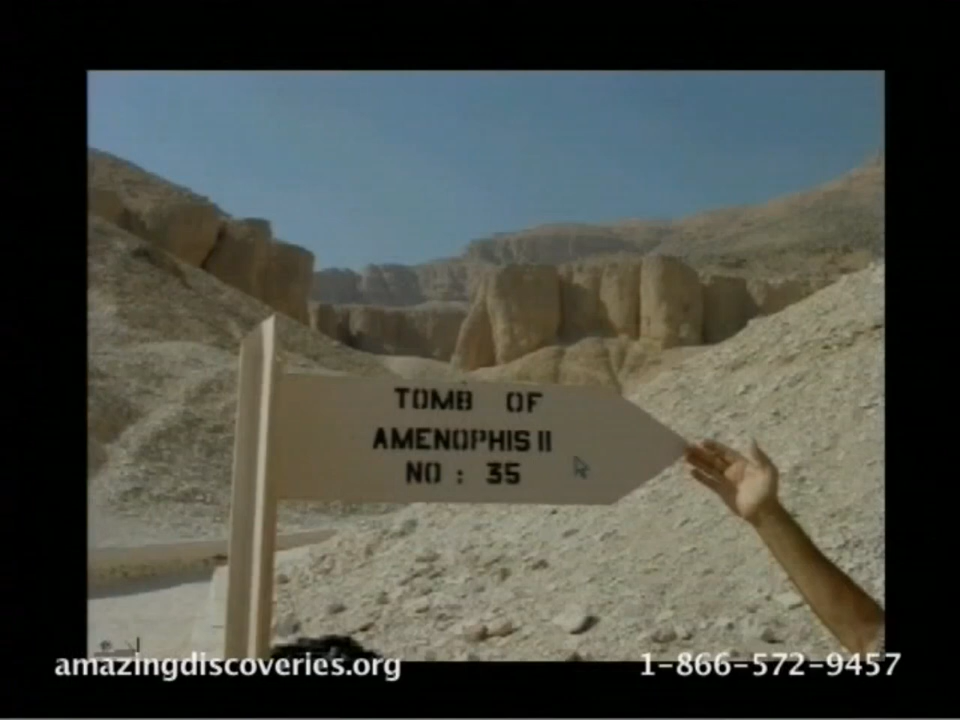 TOMB OF
AMENOPHIS II
NO : 35
amazingdiscoveries.org
1-866-572-9457